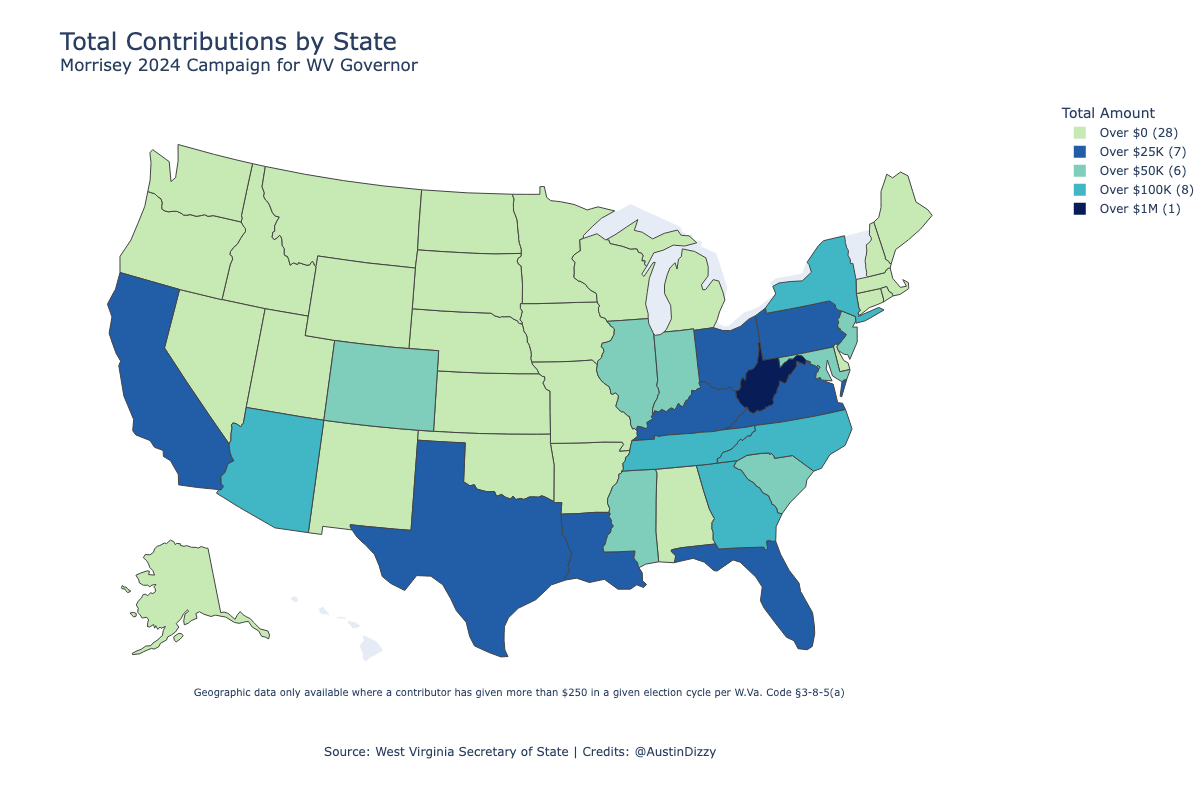 Total Contributions by State
Morrisey 2024 Campaign for WV Governor
Total Amount
Over $0 (28)
Over $25K (7)
Over $50K (6)
Over $100K (8)
Over $1M (1)
Geographic data only available where a contributor has given more than $250 in a given election cycle per W.Va. Code §3-8-5(a)
Source: West Virginia Secretary of State | Credits: @AustinDizzy